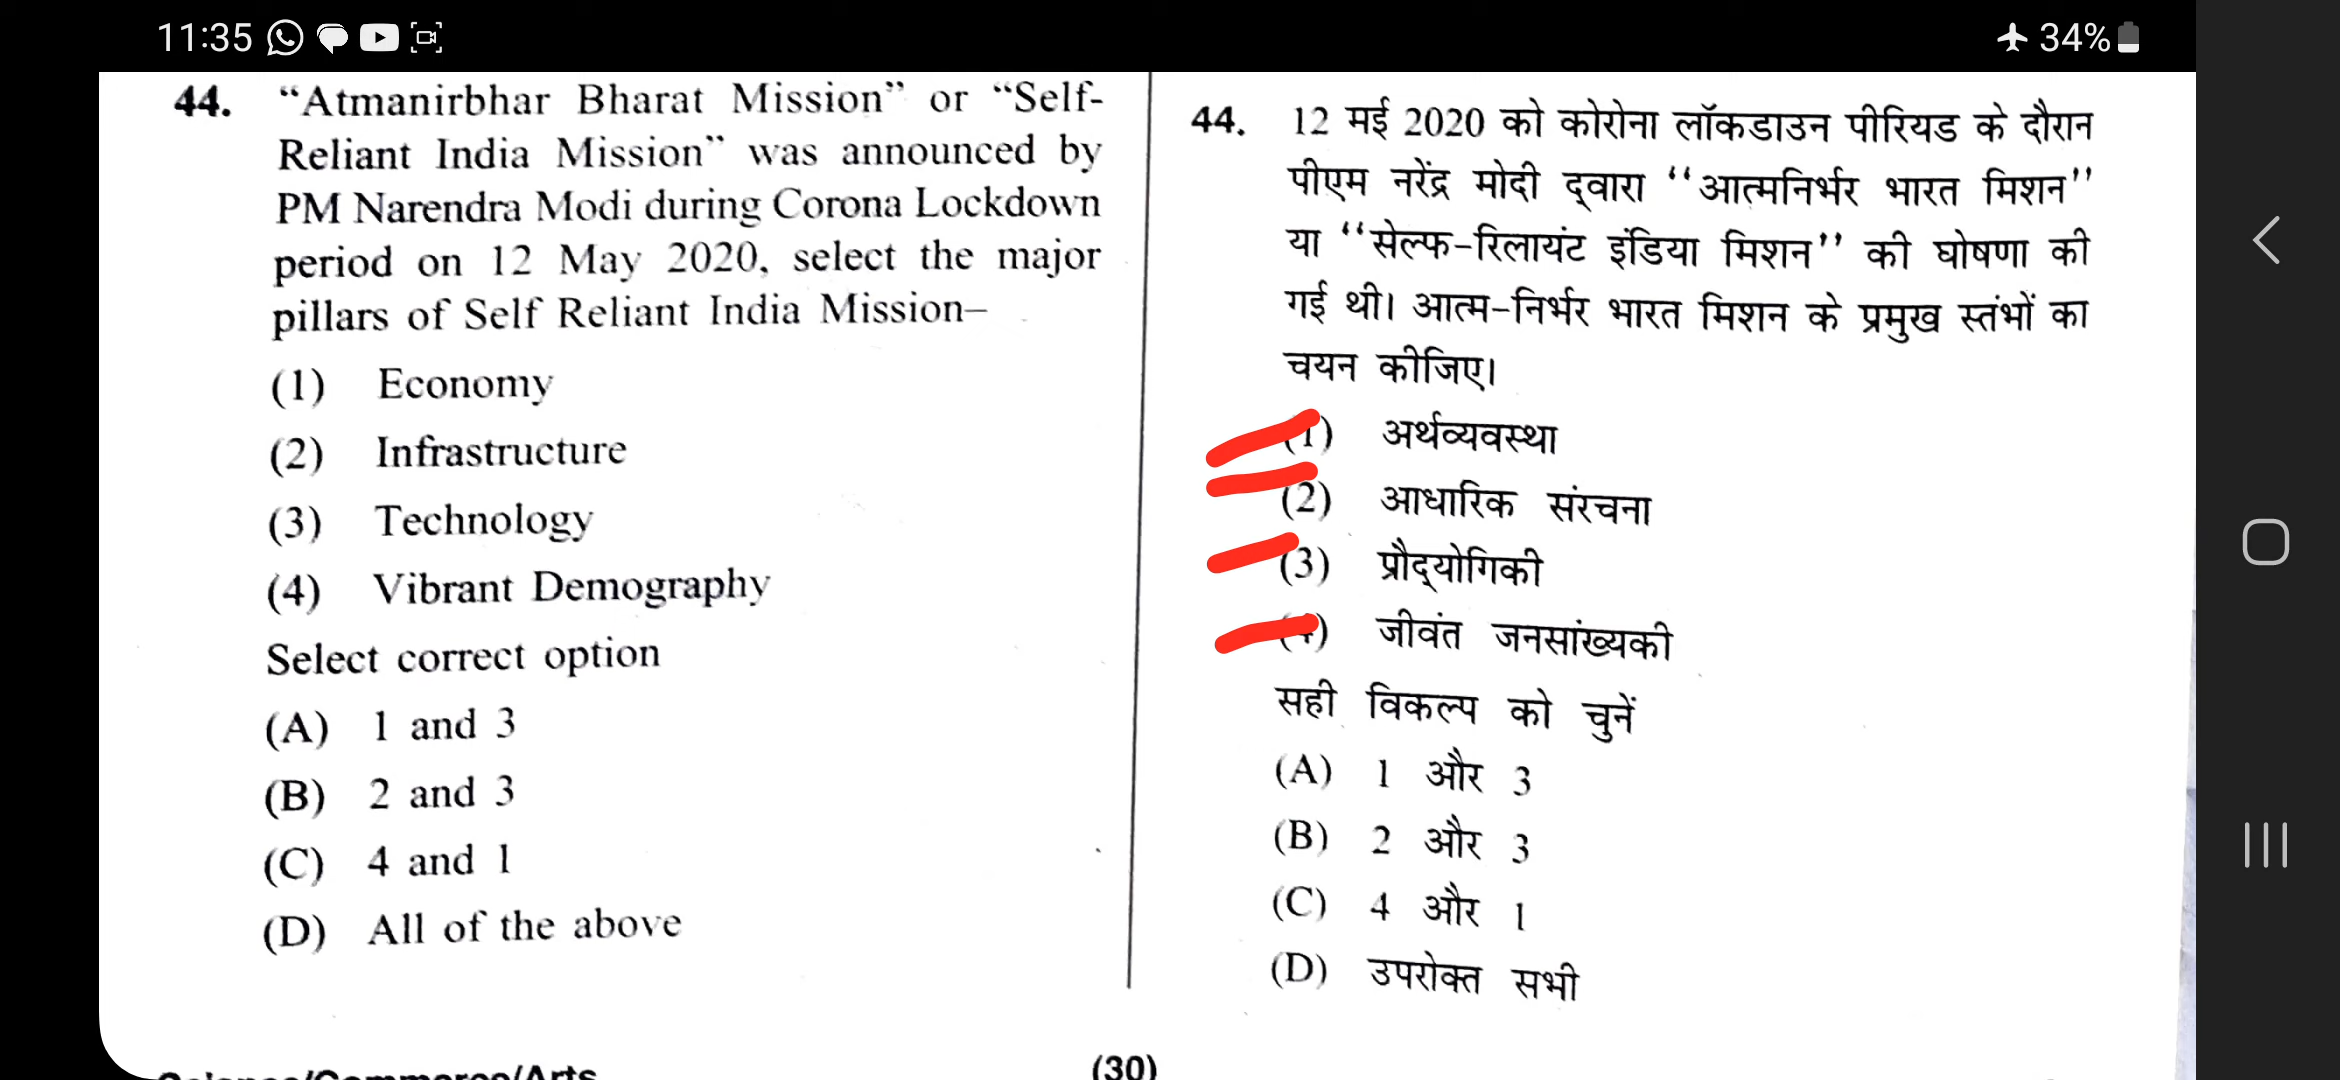 11:35
34%
44. “Atmanirbhar Bharat Mission” or “Self-
Reliant India Mission” was announced by
PM Narendra Modi during Corona Lockdown
period on 12 May 2020, select the major
pillars of Self Reliant India Mission–
(1) Economy
(2) Infrastructure
(3) Technology
(4) Vibrant Demography
Select correct option
(A) 1 and 3
(B) 2 and 3
(C) 4 and 1
(D) All of the above
44. 12 मई 2020 को कोरोना लॉकडाउन पीरियड के दौरान
पीएम नरेंद्र मोदी द्वारा ‘‘आत्मनिर्भर भारत मिशन’’
या ‘‘सेल्फ-रिलायंट इंडिया मिशन’’ की घोषणा की
गई थी। आत्म-निर्भर भारत मिशन के प्रमुख स्तंभों का
चयन कीजिए।
(1) अर्थव्यवस्था
(2) आधारिक संरचना
(3) प्रौद्योगिकी
(4) जीवंत जनसांख्यकी
सही विकल्प को चुनें
(A) 1 और 3
(B) 2 और 3
(C) 4 और 1
(D) उपरोक्त सभी
(30)